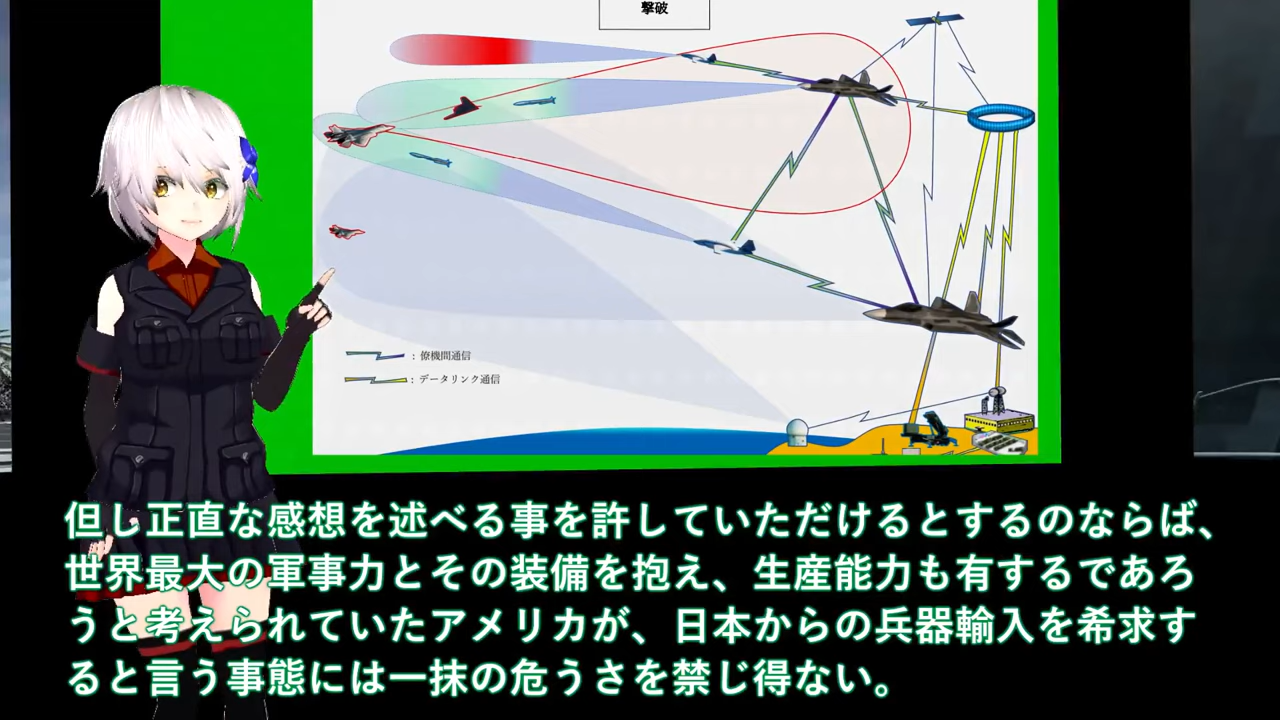 撃破
: 僚機間通信
: データリンク通信
但し正直な感想を述べる事を許していただけるとするのならば、
世界最大の軍事力とその装備を抱え、生産能力も有するであろ
うと考えられていたアメリカが、日本からの兵器輸入を希求す
ると言う事態には一抹の危うさを禁じ得ない。